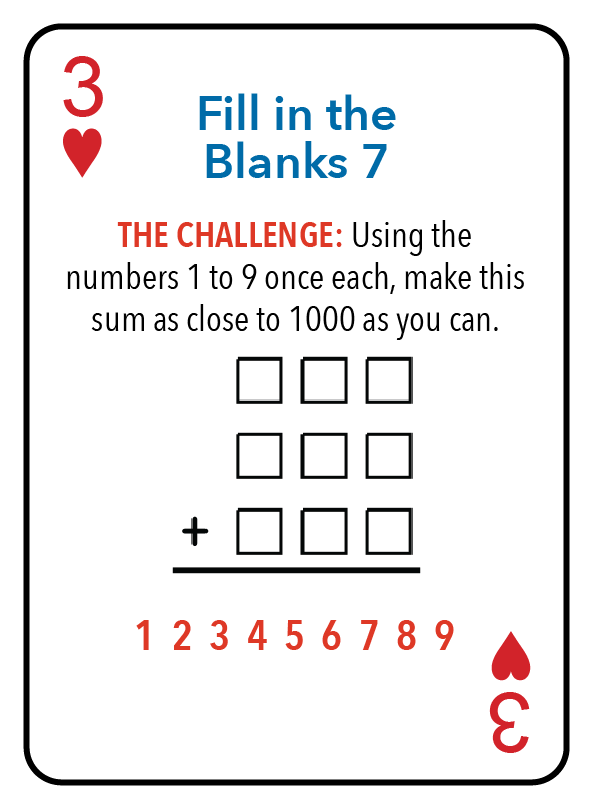 3
Fill in the
Blanks 7
THE CHALLENGE: Using the
numbers 1 to 9 once each, make this
sum as close to 1000 as you can.
+
1 2 3 4 5 6 7 8 9
3